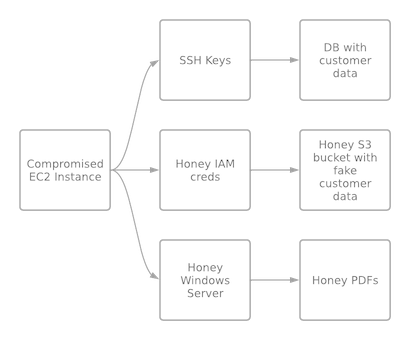 SSH Keys
DB with
customer
data
Compromised
EC2 Instance
Honey IAM
creds
Honey S3
bucket with
fake
customer
data
Honey
Windows
Server
Honey PDFs